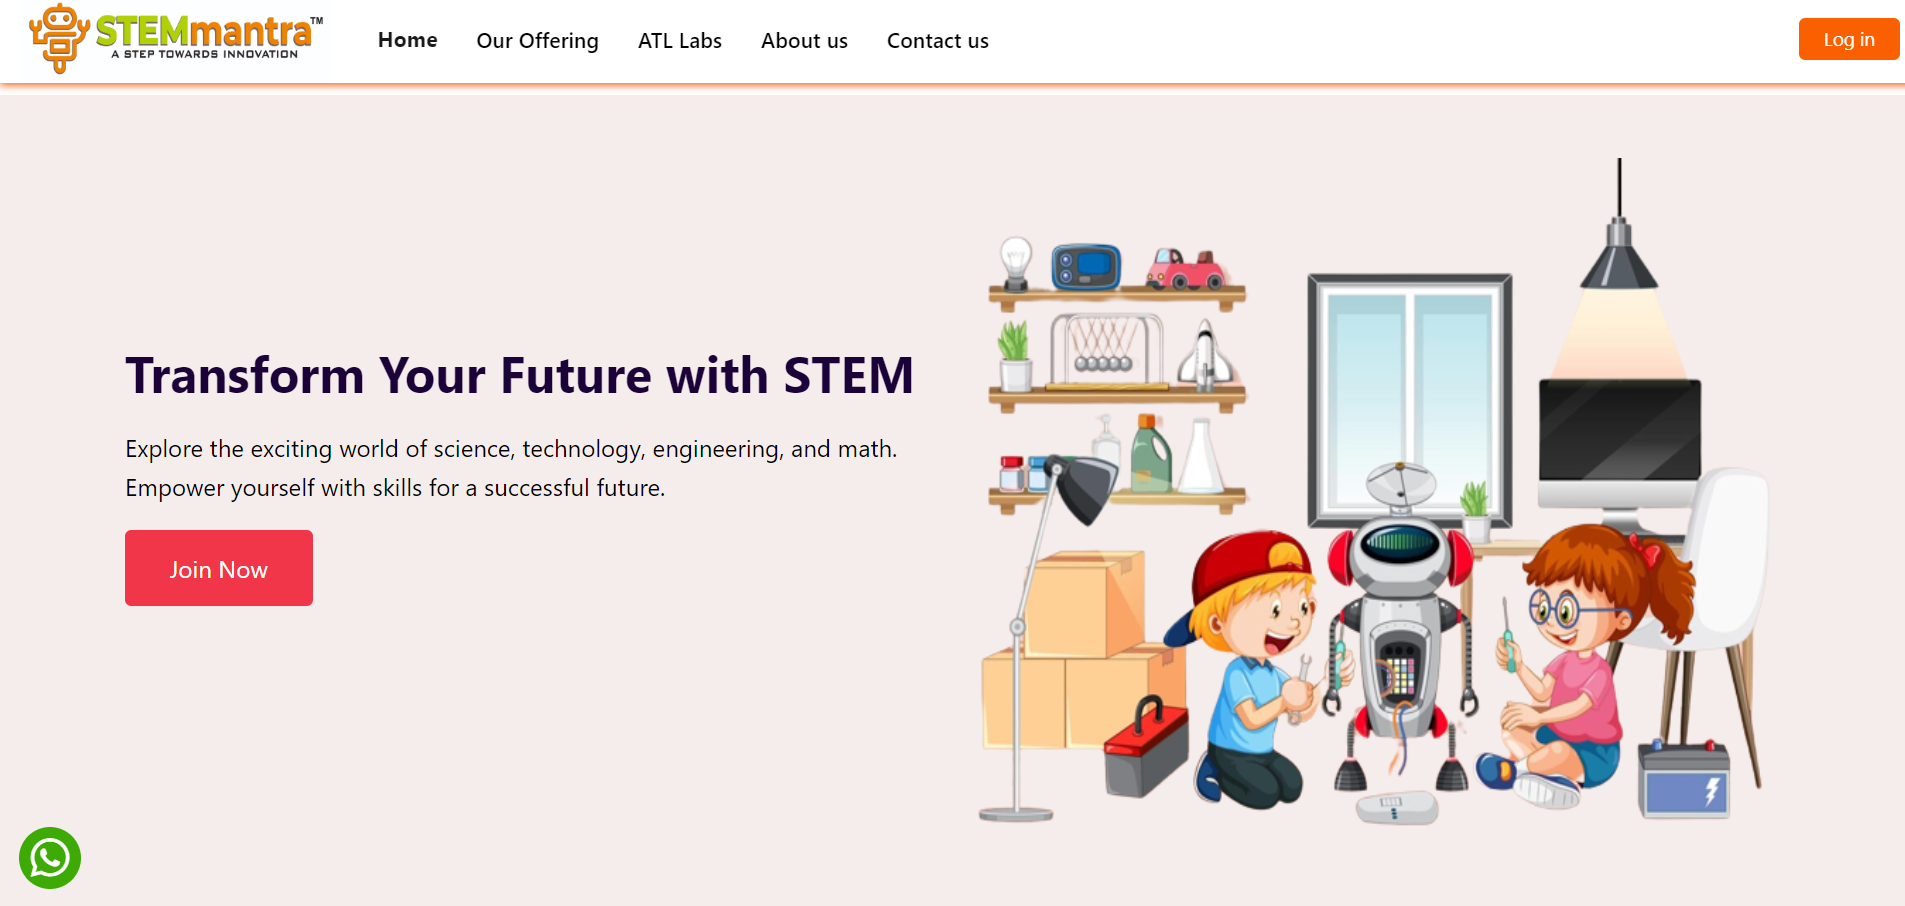 STEMmantra™
A STEP TOWARDS INNOVATION
Home
Our Offering
ATL Labs
About us
Contact us
Log in
Transform Your Future with STEM
Explore the exciting world of science, technology, engineering, and math.
Empower yourself with skills for a successful future.
Join Now